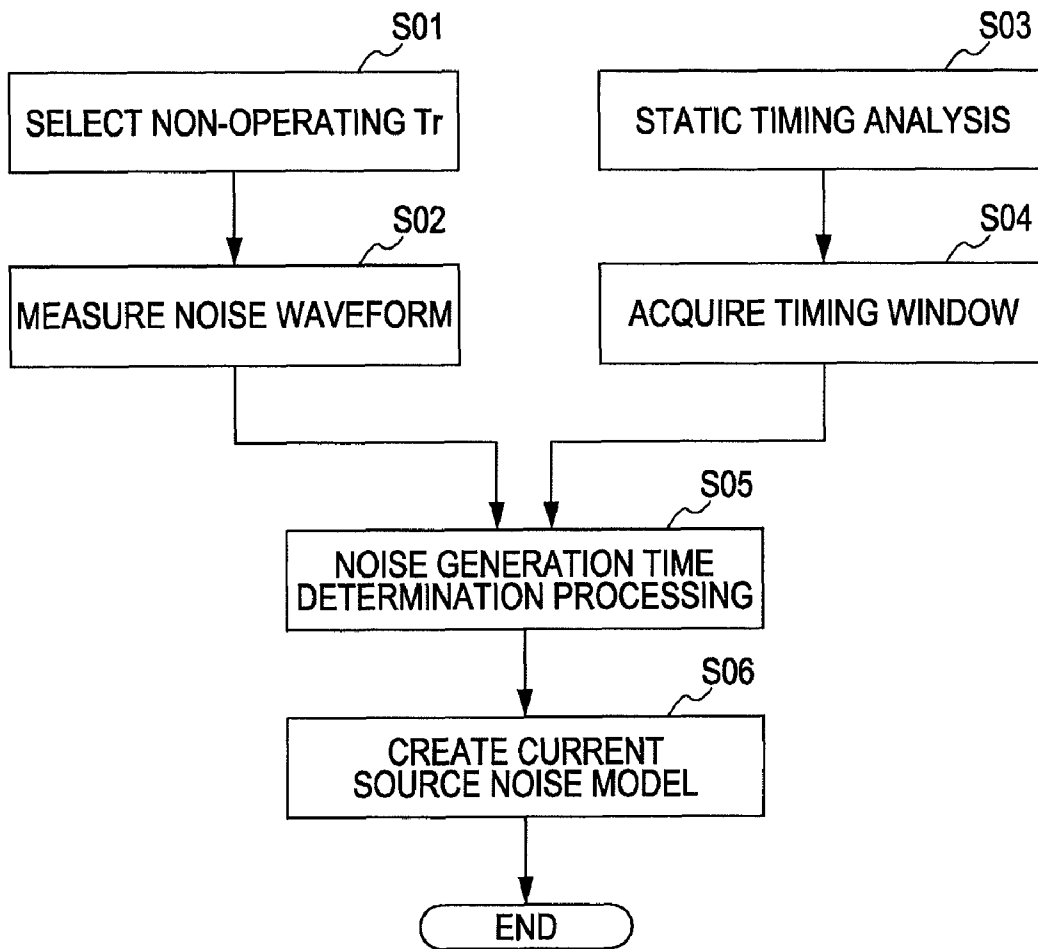 S01
SELECT NON-OPERATING Tr
S02
MEASURE NOISE WAVEFORM
S03
STATIC TIMING ANALYSIS
S04
ACQUIRE TIMING WINDOW
S05
NOISE GENERATION TIME
DETERMINATION PROCESSING
S06
CREATE CURRENT
SOURCE NOISE MODEL
END